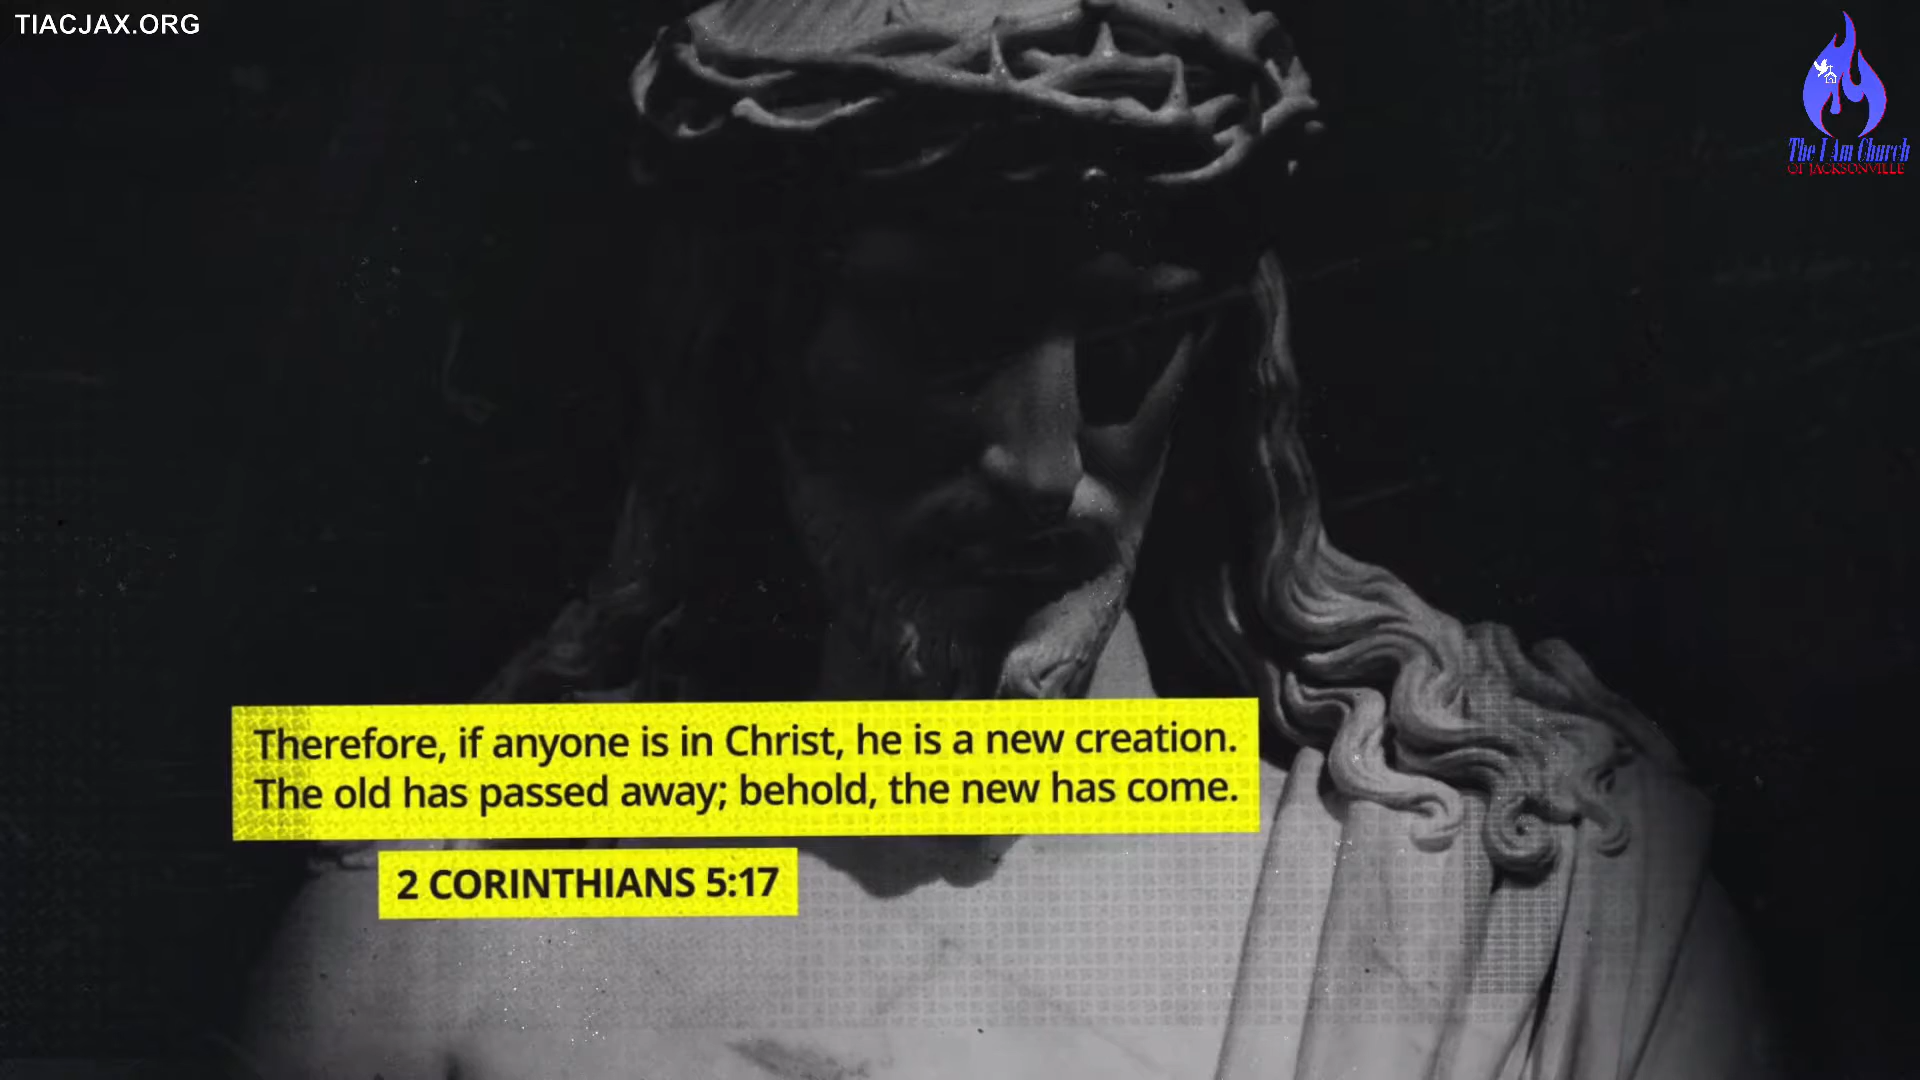 TIACJAX.ORG
The I Am Church
OF JACKSONVILLE
Therefore, if anyone is in Christ, he is a new creation.
The old has passed away; behold, the new has come.
2 CORINTHIANS 5:17